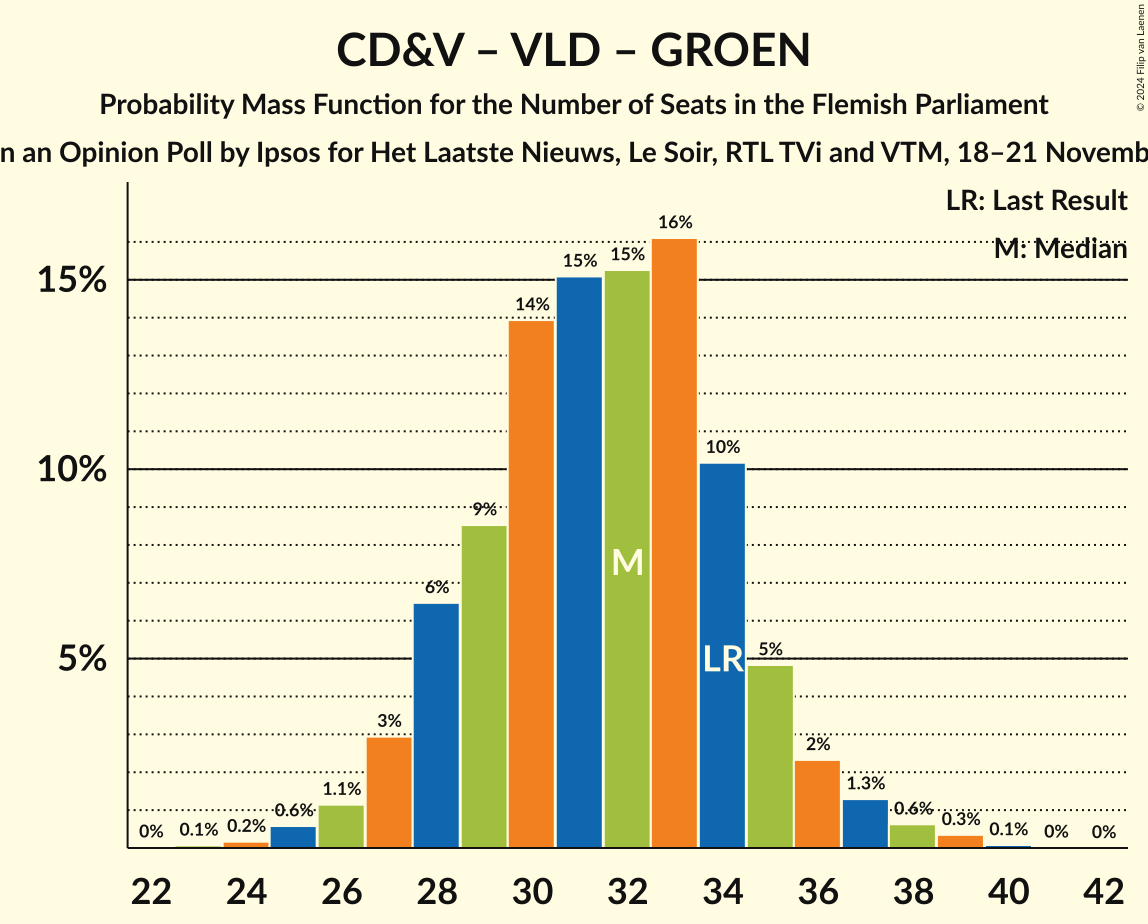 CD&V – VLD – GROEN
Probability Mass Function for the Number of Seats in the Flemish Parliament
an Opinion Poll by Ipsos for Het Laatste Nieuws, Le Soir, RTL TVi and VTM, 18–21
© 2024 Filip van Laenen
LR: Last Result
M: Median
15%
10%
5%
0%
0.1%
0.2%
0.6%
1.1%
3%
6%
9%
14%
15%
15%
16%
10%
5%
2%
1.3%
0.6%
0.3%
0.1%
0%
0%
M
LR
22 24 26 28 30 32 34 36 38 40 42